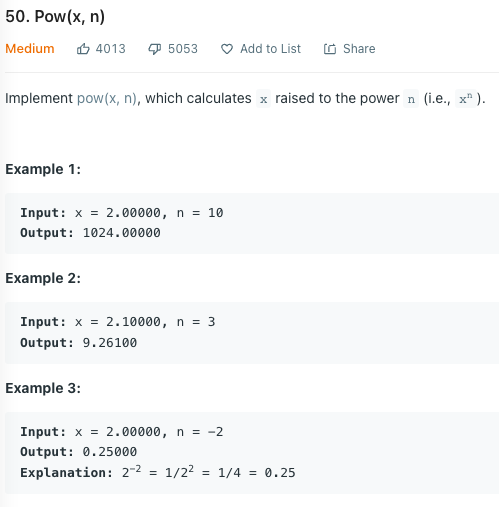 50. Pow(x, n)
Medium 4013 5053 Add to List Share
Implement pow(x, n), which calculates x raised to the power n (i.e., xⁿ).
Example 1:
Input: x = 2.00000, n = 10
Output: 1024.00000
Example 2:
Input: x = 2.10000, n = 3
Output: 9.26100
Example 3:
Input: x = 2.00000, n = -2
Output: 0.25000
Explanation: 2⁻² = 1/2² = 1/4 = 0.25